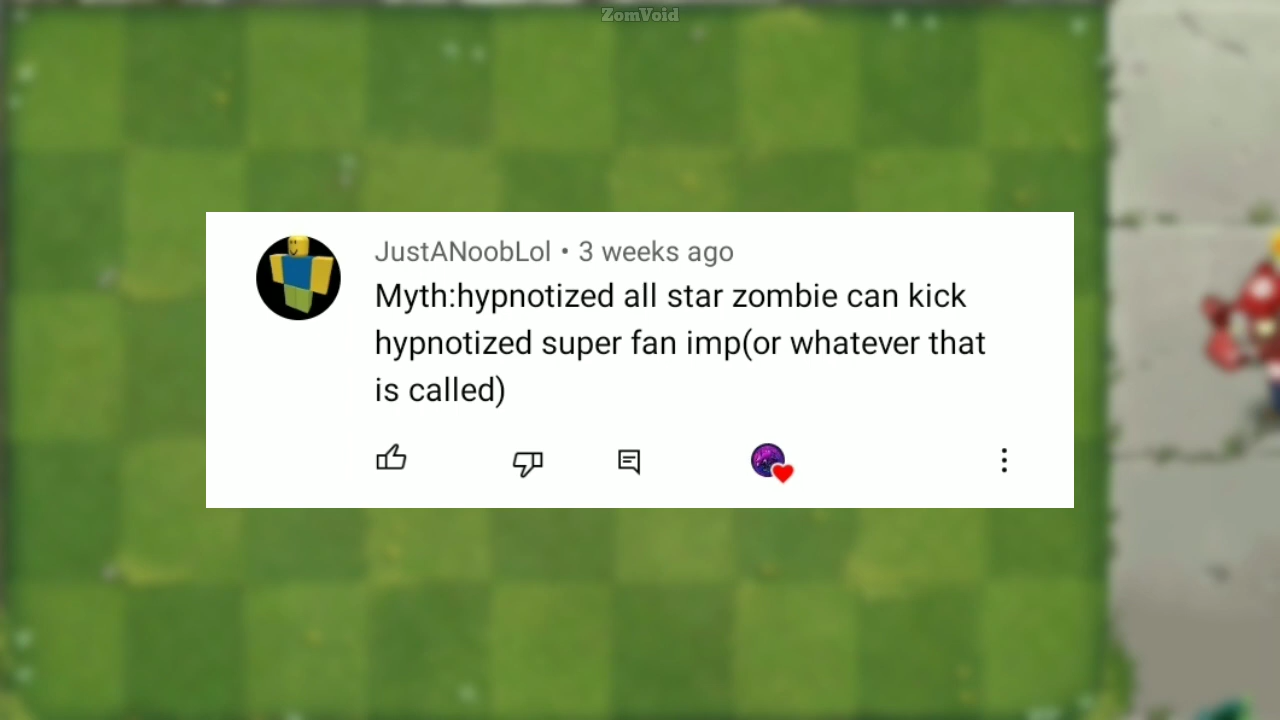 ZomVoid
JustANoobLol • 3 weeks ago
Myth:hypnotized all star zombie can kick
hypnotized super fan imp(or whatever that
is called)